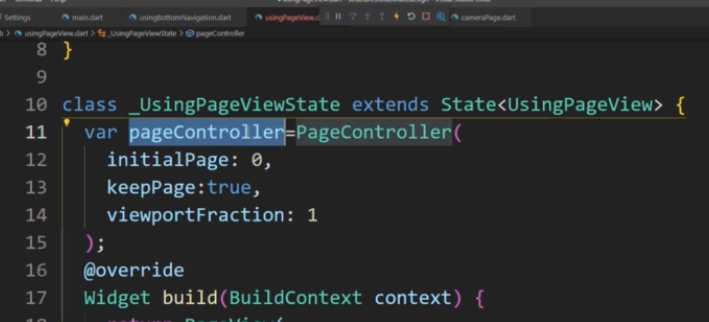 Settings main.dart usingBottomNavigation.dart usingPageView.d cameraPage.dart
usingPageView.dart > _UsingPageViewState > pageController
8 }
9
10 class _UsingPageViewState extends State<UsingPageView> {
11 var pageController=PageController(
12 initialPage: 0,
13 keepPage:true,
14 viewportFraction: 1
15 );
16 @override
17 Widget build(BuildContext context) {